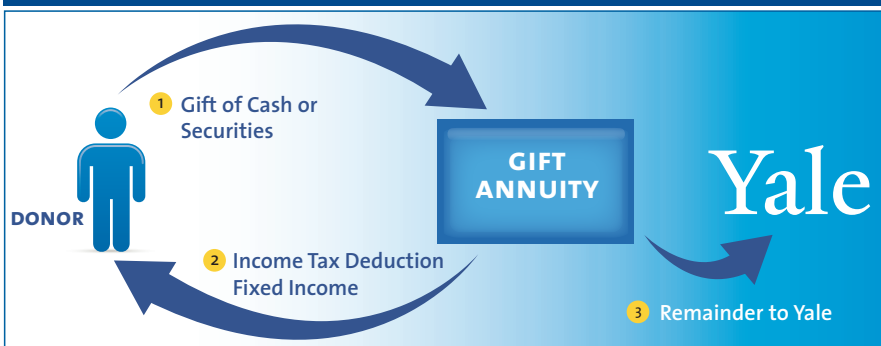 1 Gift of Cash or
Securities
GIFT
ANNUITY
Yale
DONOR
2 Income Tax Deduction
Fixed Income
3 Remainder to Yale